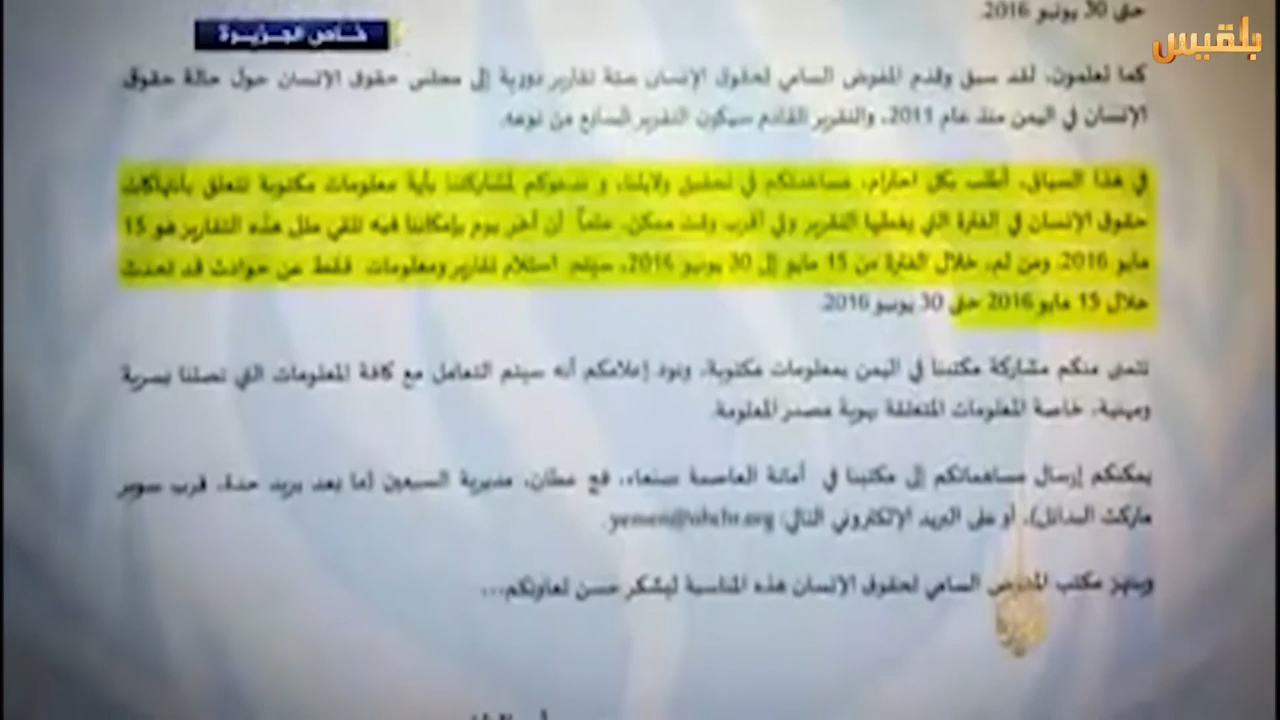 حتى 30 يونيو 2016.
خاص الجزيرة
بلقيس
كما تعلمون، لقد سبق وقدم المفوض السامي لحقوق الإنسان ستة تقارير دورية إلى مجلس حقوق الإنسان حول حالة حقوق
الإنسان في اليمن منذ عام 2011، والتقرير القادم سيكون التقرير السابع من نوعه.
في هذا السياق، أطلب بكل احترام، مساعدتكم في تحقيق ولايتنا، و ندعوكم لمشاركتنا بأية معلومات مكتوبة تتعلق بانتهاكات
حقوق الإنسان في الفترة التي يغطيها التقرير وفي أقرب وقت ممكن. علماً أن آخر يوم بإمكاننا فيه تلقي مثل هذه التقارير هو 15
مايو 2016. ومن ثم، خلال الفترة من 15 مايو إلى 30 يونيو 2016، سيتم استلام تقارير ومعلومات فقط عن حوادث قد تحدث
خلال 15 مايو 2016 حتى 30 يونيو 2016.
نتمنى منكم مشاركة مكتبنا في اليمن بمعلومات مكتوبة، ونود إعلامكم أنه سيتم التعامل مع كافة المعلومات التي تصلنا بسرية
ومهنية، خاصة المعلومات المتعلقة بهوية مصدر المعلومة.
يمكنكم إرسال مساهماتكم إلى مكتبنا في أمانة العاصمة صنعاء، فج عطان، مديرية السبعين (ما بعد بريد حدة، قرب سوبر
ماركت البدائل)، أو على البريد الإلكتروني التالي: yemen@ohchr.org.
وينهز مكتب المفوض السامي لحقوق الإنسان هذه المناسبة ليشكر حسن تعاونكم...